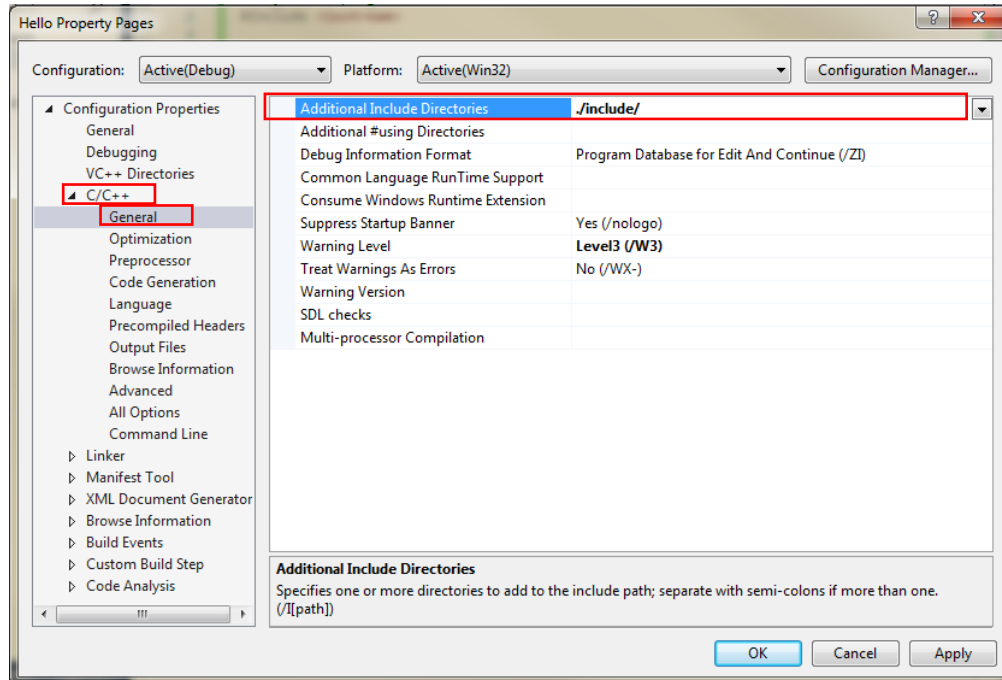 Hello Property Pages
Configuration: Active(Debug) Platform: Active(Win32) Configuration Manager...
Configuration Properties
General
Debugging
VC++ Directories
C/C++
General
Optimization
Preprocessor
Code Generation
Language
Precompiled Headers
Output Files
Browse Information
Advanced
All Options
Command Line
Linker
Manifest Tool
XML Document Generator
Browse Information
Build Events
Custom Build Step
Code Analysis
Additional Include Directories ./include/
Additional #using Directories
Debug Information Format Program Database for Edit And Continue (/ZI)
Common Language RunTime Support
Consume Windows Runtime Extension
Suppress Startup Banner Yes (/nologo)
Warning Level Level3 (/W3)
Treat Warnings As Errors No (/WX-)
Warning Version
SDL checks
Multi-processor Compilation
Additional Include Directories
Specifies one or more directories to add to the include path; separate with semi-colons if more than one.
(/I[path])
OK Cancel Apply